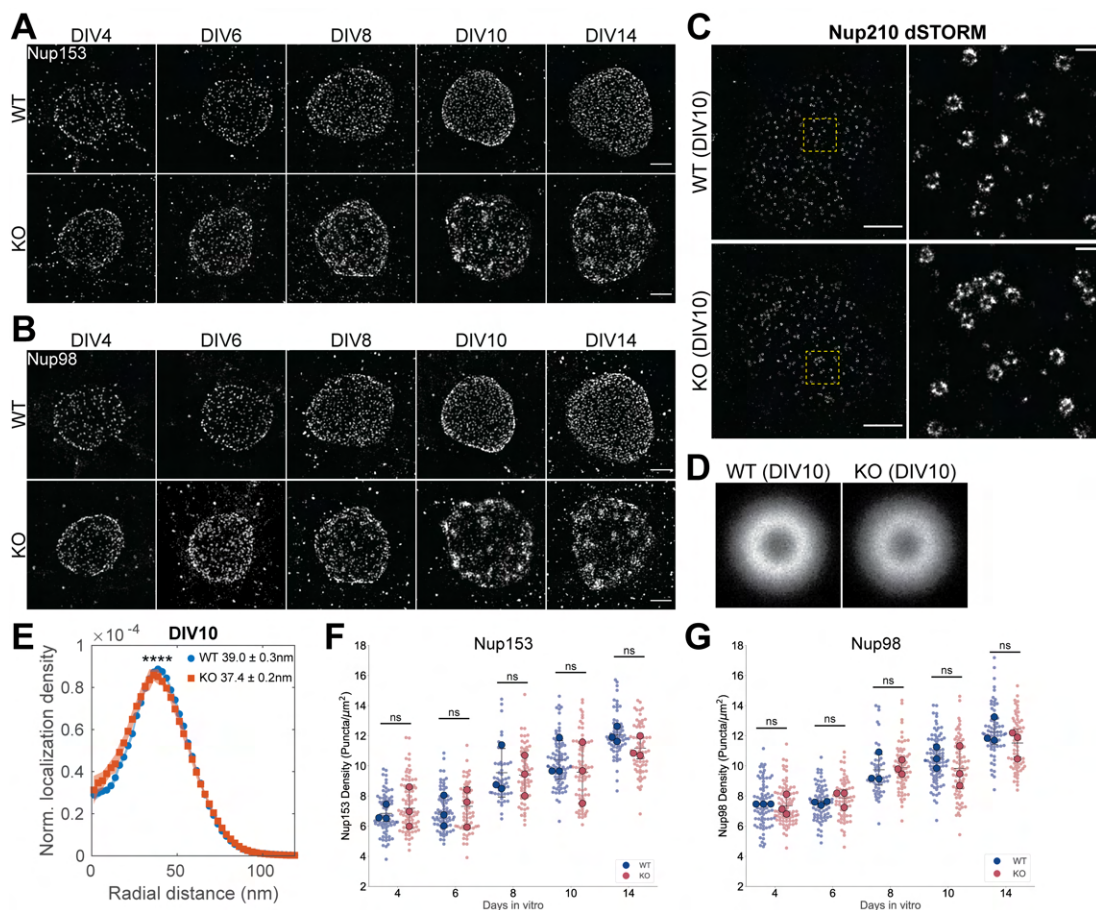 A
DIV4 DIV6 DIV8 DIV10 DIV14
Nup153
WT
KO
B
DIV4 DIV6 DIV8 DIV10 DIV14
Nup98
WT
KO
C
Nup210 dSTORM
WT (DIV10)
KO (DIV10)
D
WT (DIV10) KO (DIV10)
E
DIV10
×10⁻⁴
1
0.8
0.6
0.4
0.2
0
0 50 100
****
WT 39.0 ± 0.3nm
KO 37.4 ± 0.2nm
Norm. localization density
Radial distance (nm)
F
Nup153
18
16
14
12
10
8
6
4
2
ns ns ns ns ns
Nup153 Density (Puncta/μm²)
WT
KO
4 6 8 10 14
Days in vitro
G
Nup98
18
16
14
12
10
8
6
4
2
ns ns ns ns ns
Nup98 Density (Puncta/μm²)
WT
KO
4 6 8 10 14
Days in vitro